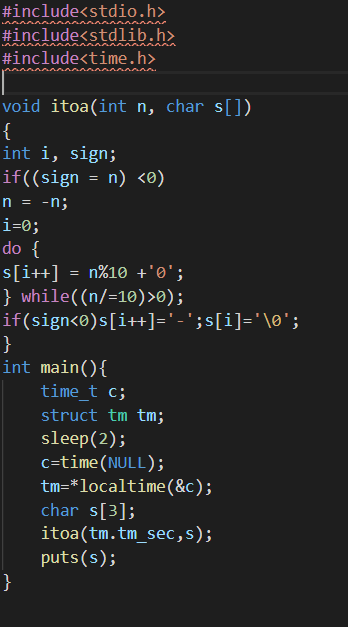 #include<stdio.h>
#include<stdlib.h>
#include<time.h>
void itoa(int n, char s[])
{
int i, sign;
if((sign = n) <0)
n = -n;
i=0;
do {
s[i++] = n%10 +'0';
} while((n/=10)>0);
if(sign<0)s[i++]='-';s[i]='\0';
}
int main(){
    time_t c;
    struct tm tm;
    sleep(2);
    c=time(NULL);
    tm=*localtime(&c);
    char s[3];
    itoa(tm.tm_sec,s);
    puts(s);
}